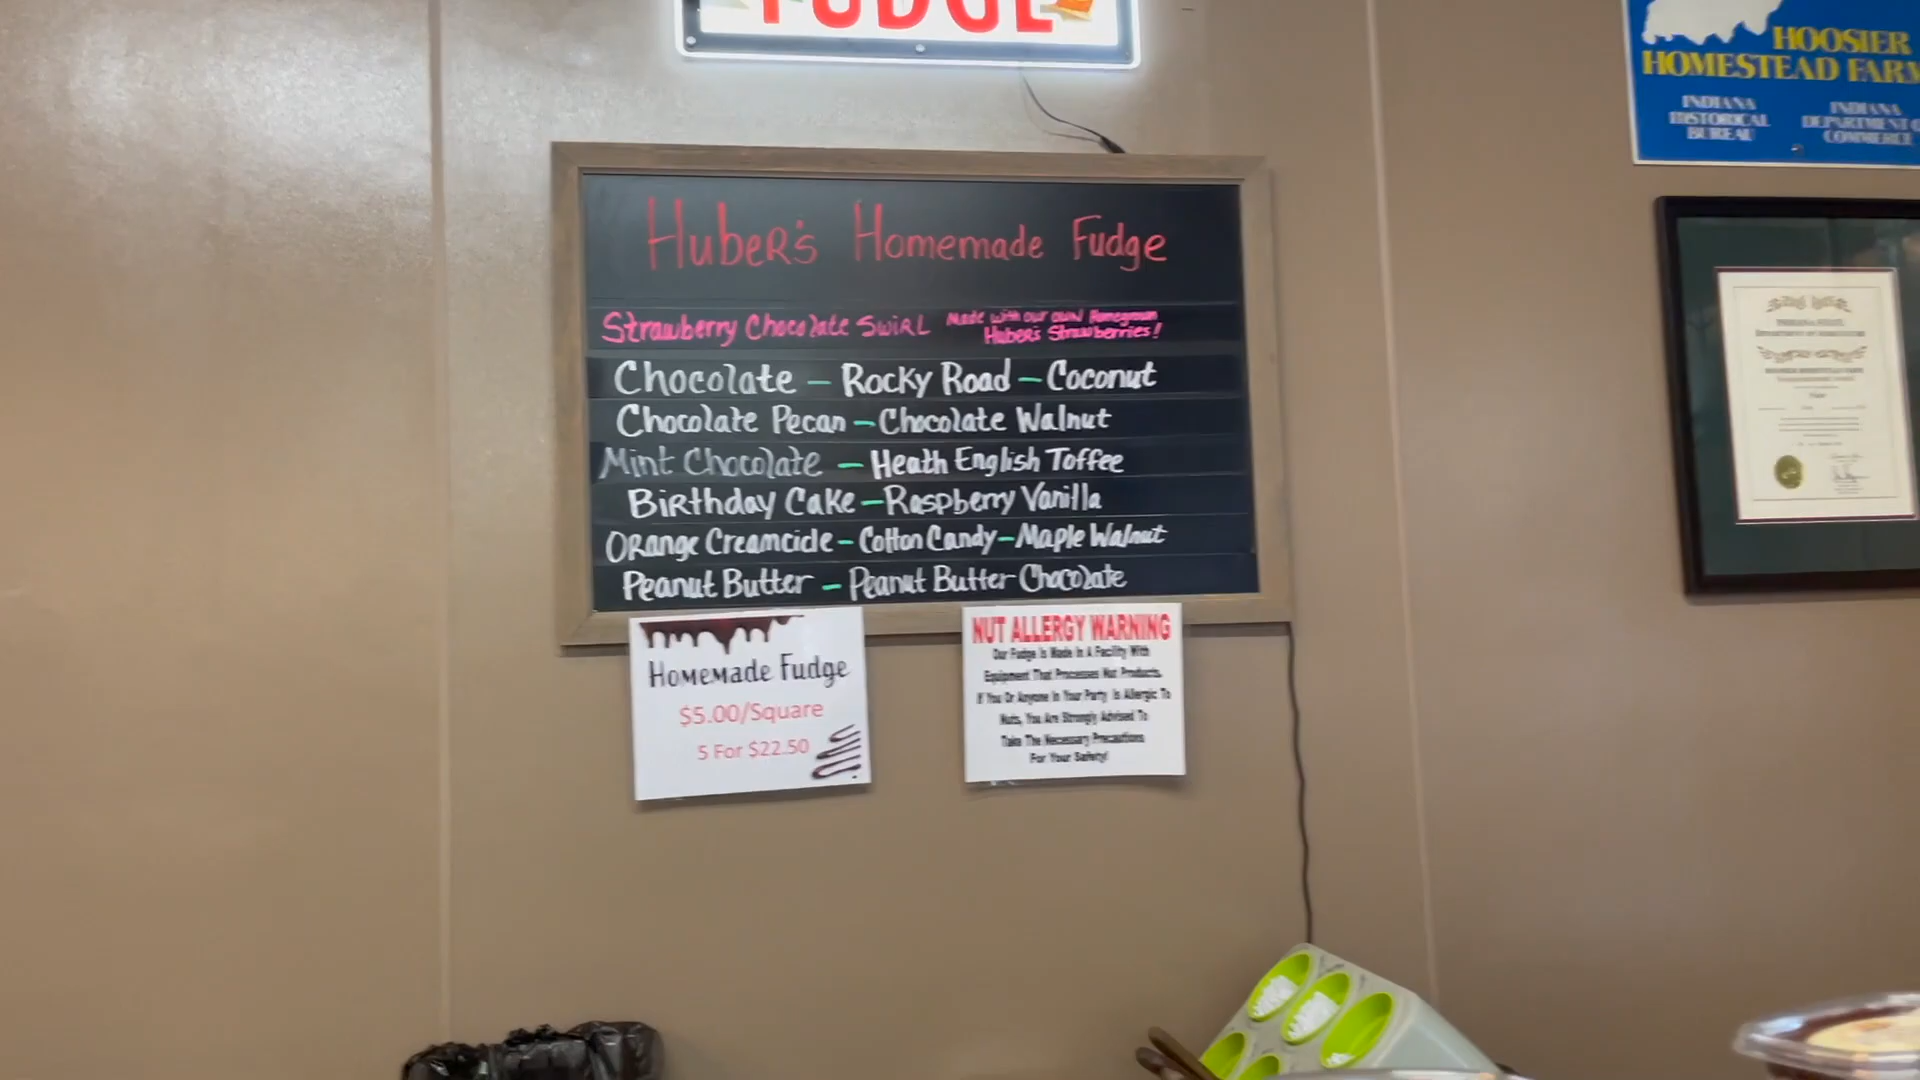 FUDGE
HOOSIER
HOMESTEAD FARM
INDIANA
HISTORICAL
BUREAU
INDIANA
DEPARTMENT O
COMMERCE
HubeR's Homemade Fudge
Strawberry Chocolate SwiRL Made with our own Homegrown
Huber's Strawberries!
Chocolate – Rocky Road – Coconut
Chocolate Pecan – Chocolate Walnut
Mint Chocolate – Heath English Toffee
Birthday Cake – Raspberry Vanilla
Orange Creamcicle – Cotton Candy – Maple Walnut
Peanut Butter – Peanut Butter Chocolate
Homemade Fudge
$5.00/Square
5 For $22.50
NUT ALLERGY WARNING
Our Fudge Is Made In A Facility With
Equipment That Processes Nut Products.
If You Or Anyone In Your Party Is Allergic To
Nuts, You Are Strongly Advised To
Take The Necessary Precautions
For Your Safety!